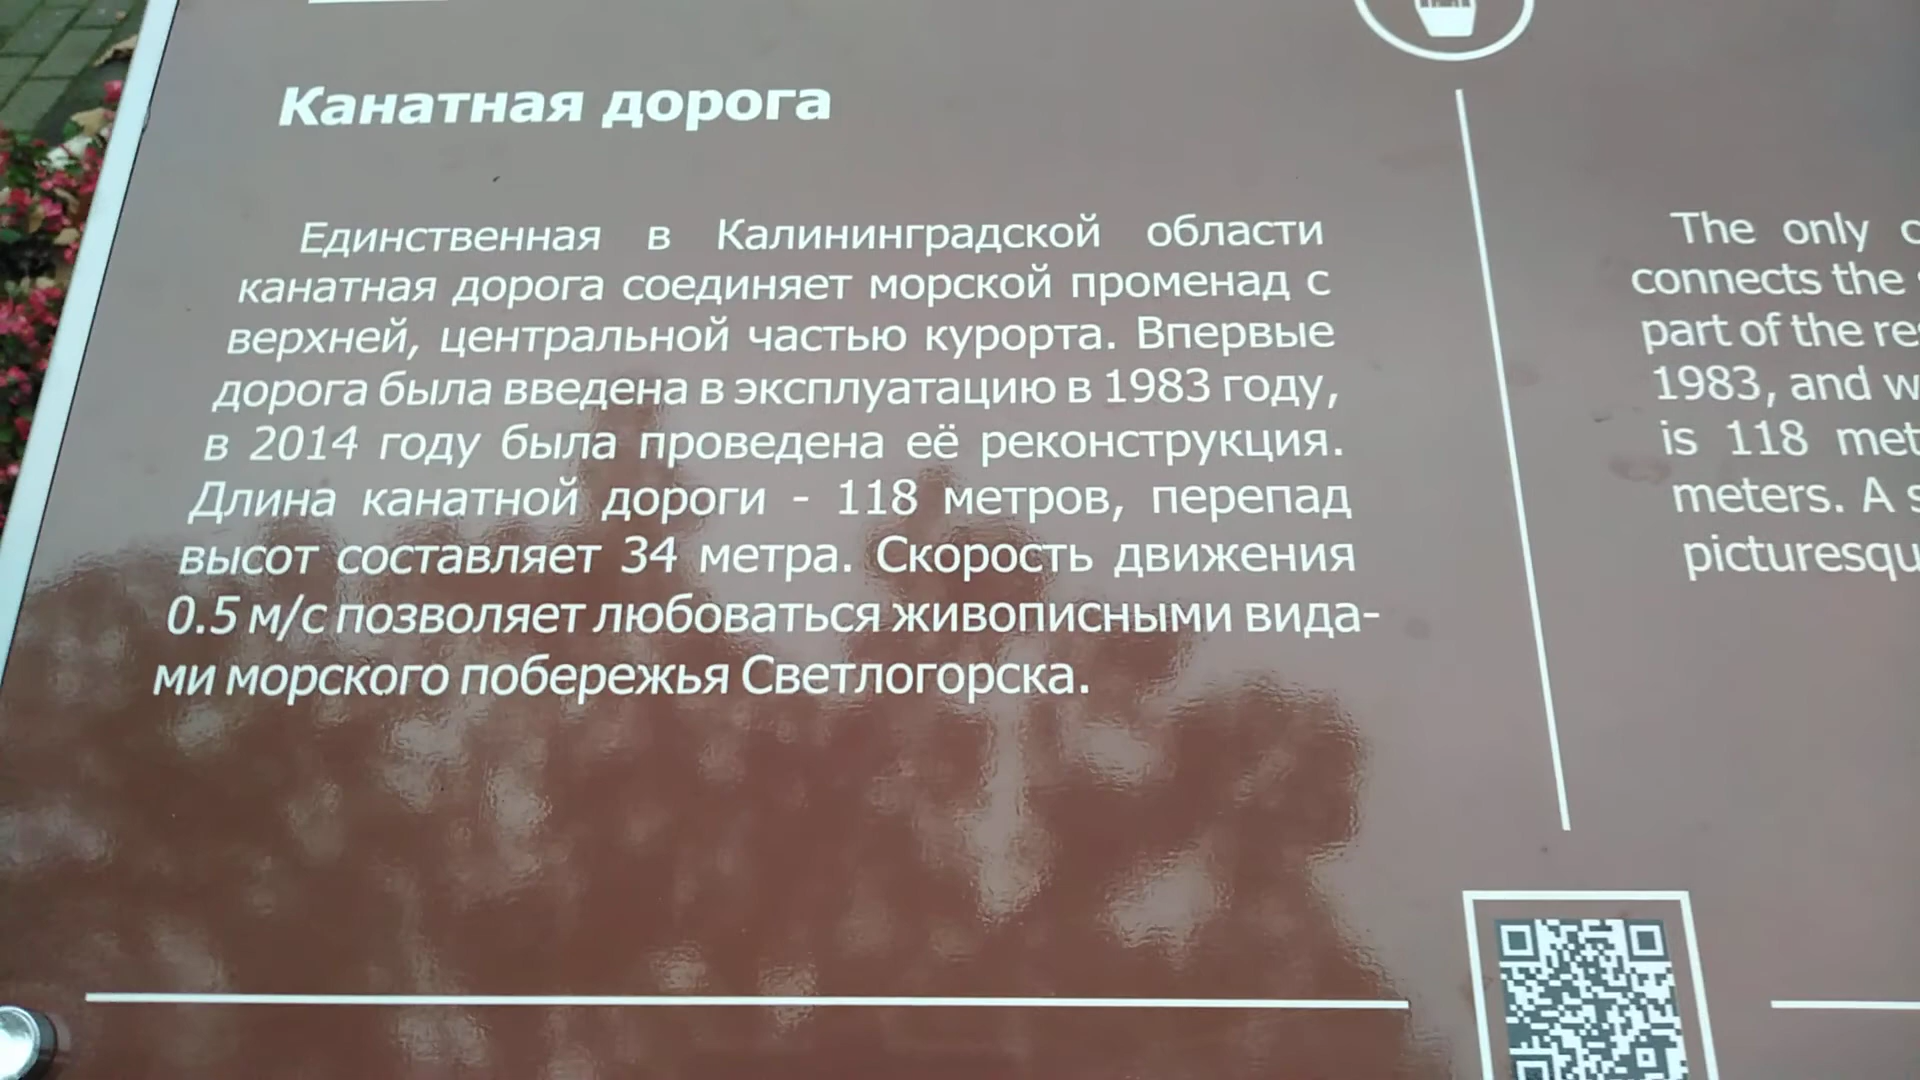 Канатная дорога
Единственная в Калининградской области
канатная дорога соединяет морской променад с
верхней, центральной частью курорта. Впервые
дорога была введена в эксплуатацию в 1983 году,
в 2014 году была проведена её реконструкция.
Длина канатной дороги - 118 метров, перепад
высот составляет 34 метра. Скорость движения
0.5 м/с позволяет любоваться живописными вида-
ми морского побережья Светлогорска.
The only
connects the
part of the
1983, and
is 118
meters. A